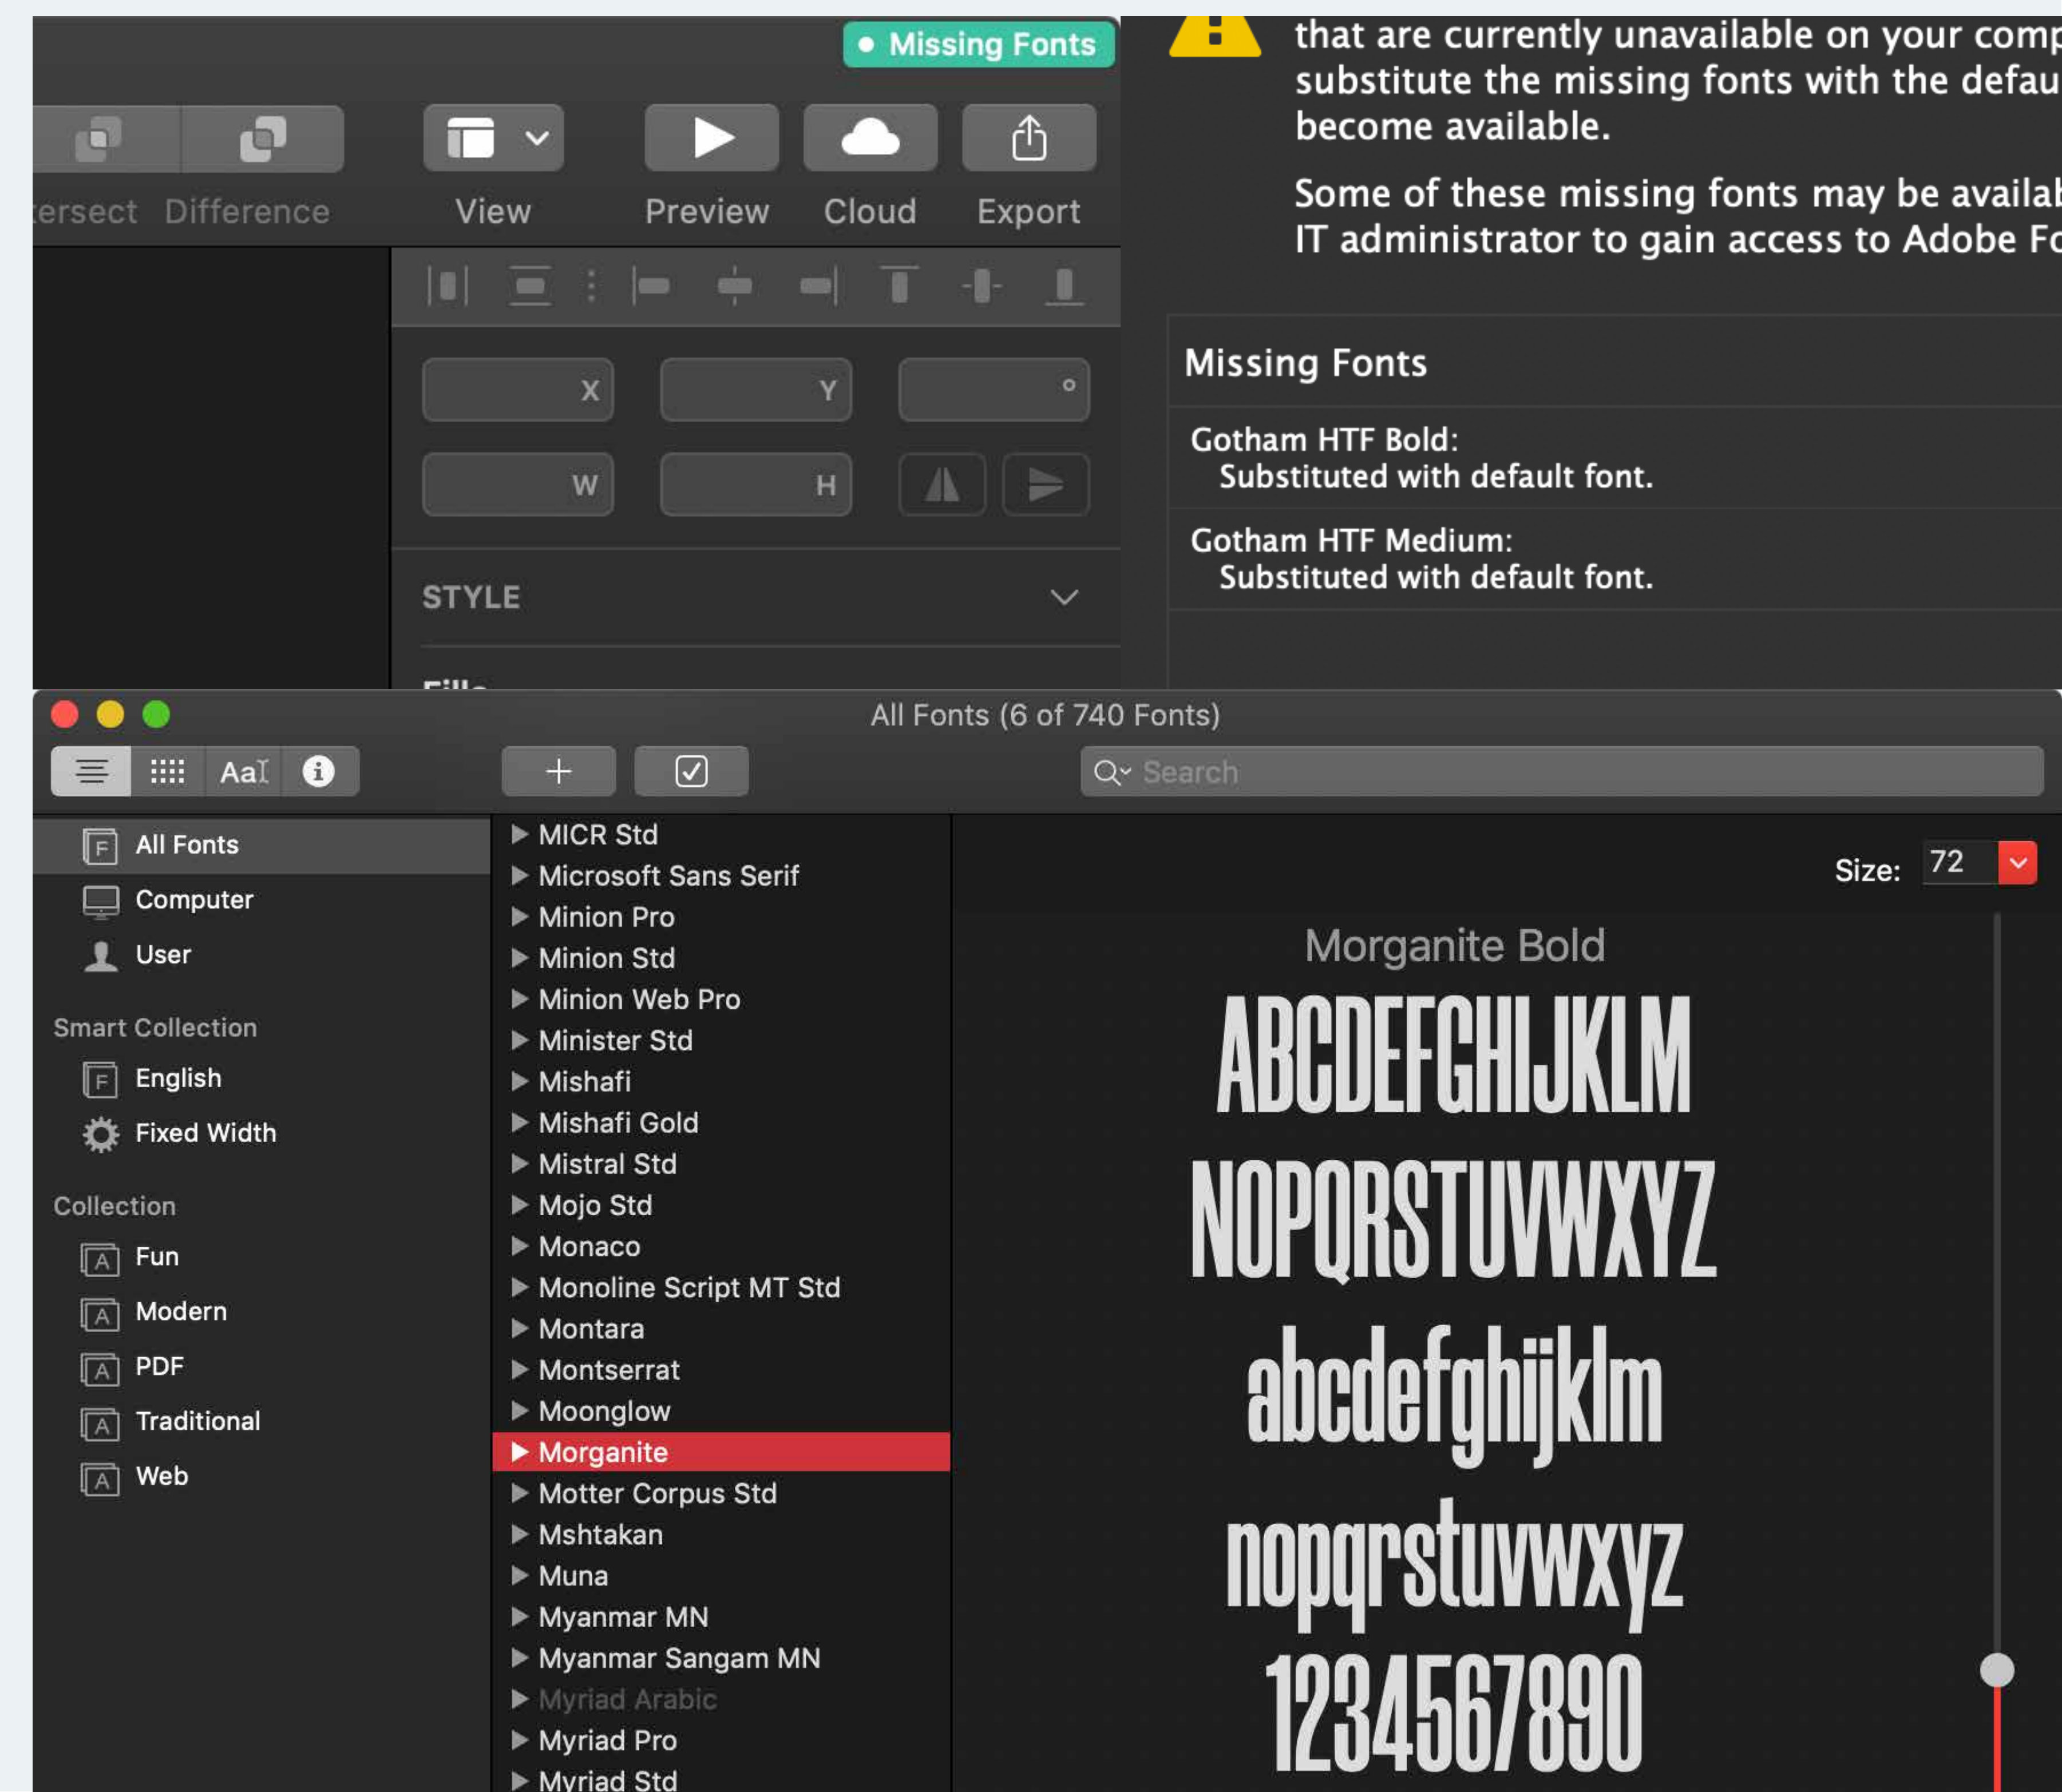 Missing Fonts
Difference
View
Preview
Cloud
Export
X
Y
°
W
H
STYLE
that are currently unavailable on your
substitute the missing fonts with the
become available.
Some of these missing fonts may be
IT administrator to gain access to Adobe
Missing Fonts
Gotham HTF Bold:
Substituted with default font.
Gotham HTF Medium:
Substituted with default font.
All Fonts (6 of 740 Fonts)
Aa
Search
All Fonts
Computer
User
Smart Collection
English
Fixed Width
Collection
Fun
Modern
PDF
Traditional
Web
MICR Std
Microsoft Sans Serif
Minion Pro
Minion Std
Minion Web Pro
Minister Std
Mishafi
Mishafi Gold
Mistral Std
Mojo Std
Monaco
Monoline Script MT Std
Montara
Montserrat
Moonglow
Morganite
Motter Corpus Std
Mshtakan
Muna
Myanmar MN
Myanmar Sangam MN
Myriad Arabic
Myriad Pro
Myriad Std
Size: 72
Morganite Bold
ABCDEFGHIJKLM
NOPQRSTUVWXYZ
abcdefghijklm
nopqrstuvwxyz
1234567890